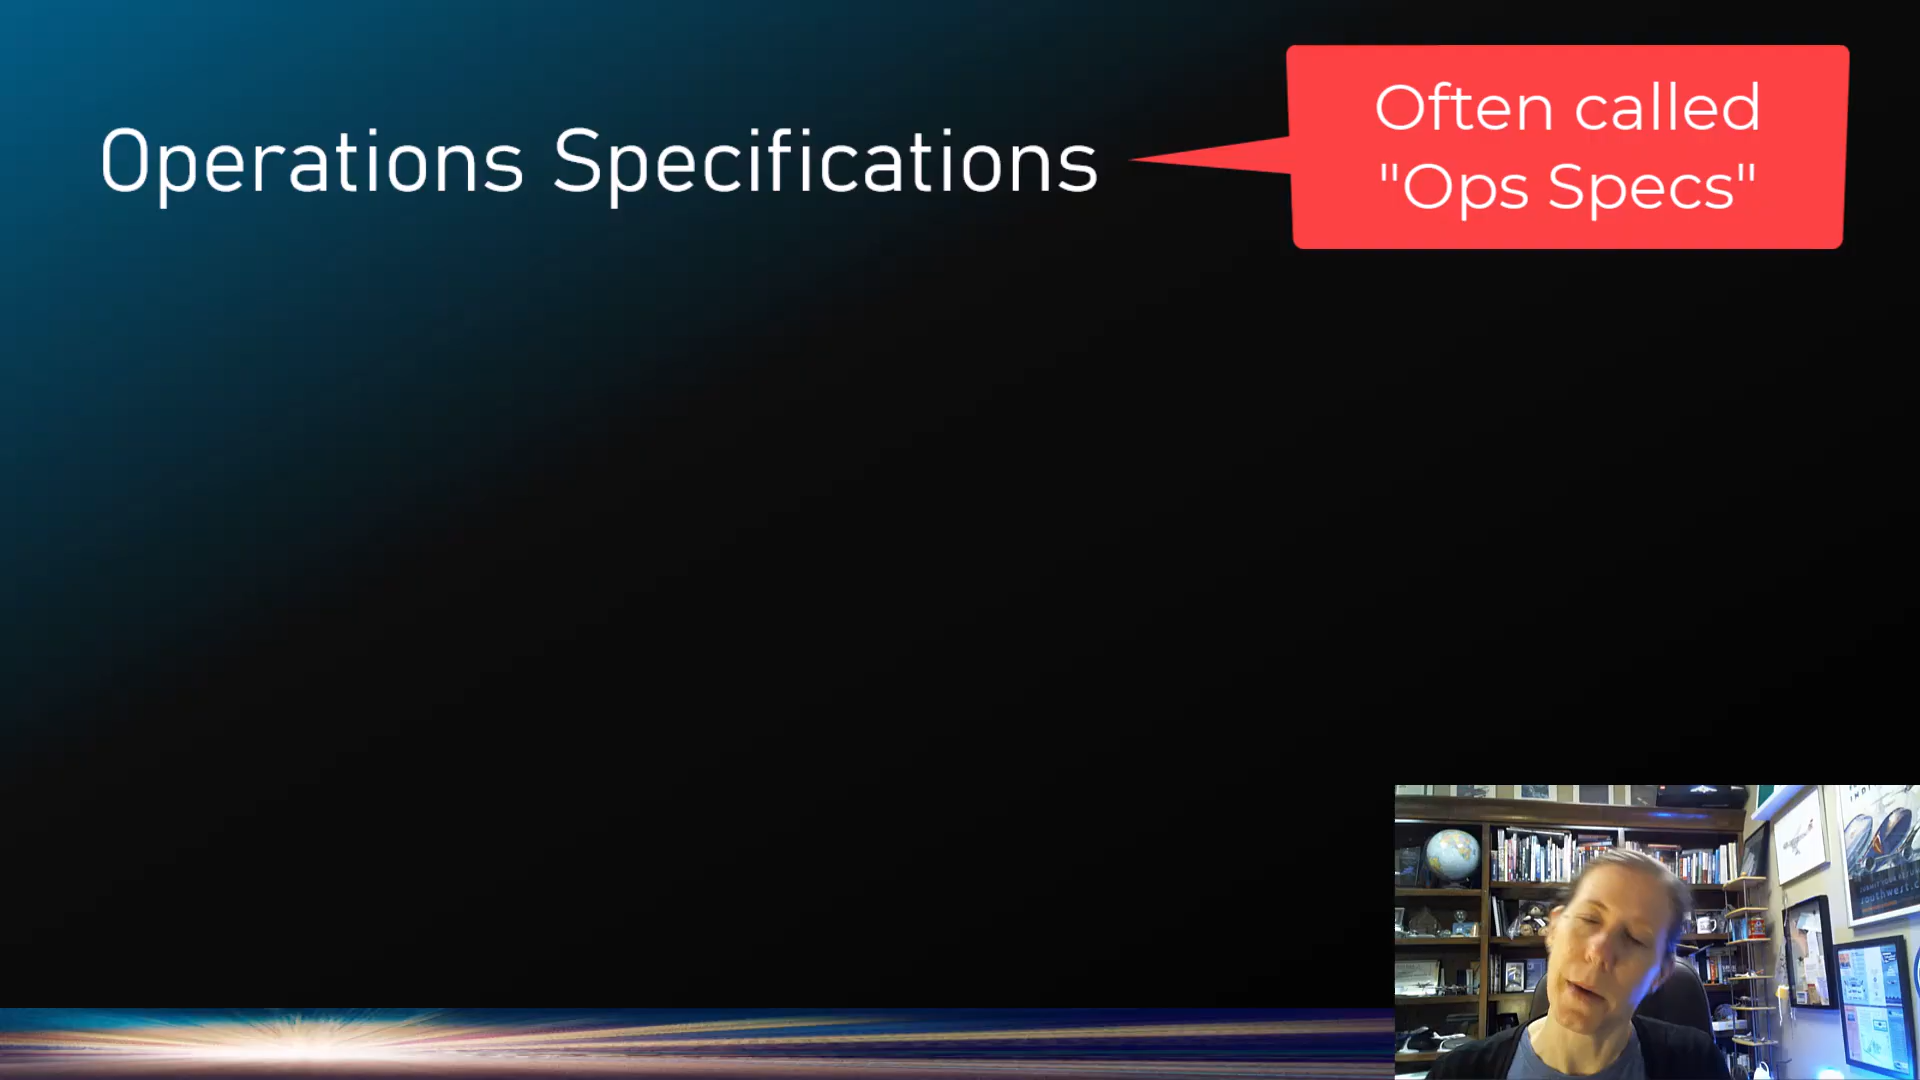 Operations Specifications
Often called
"Ops Specs"